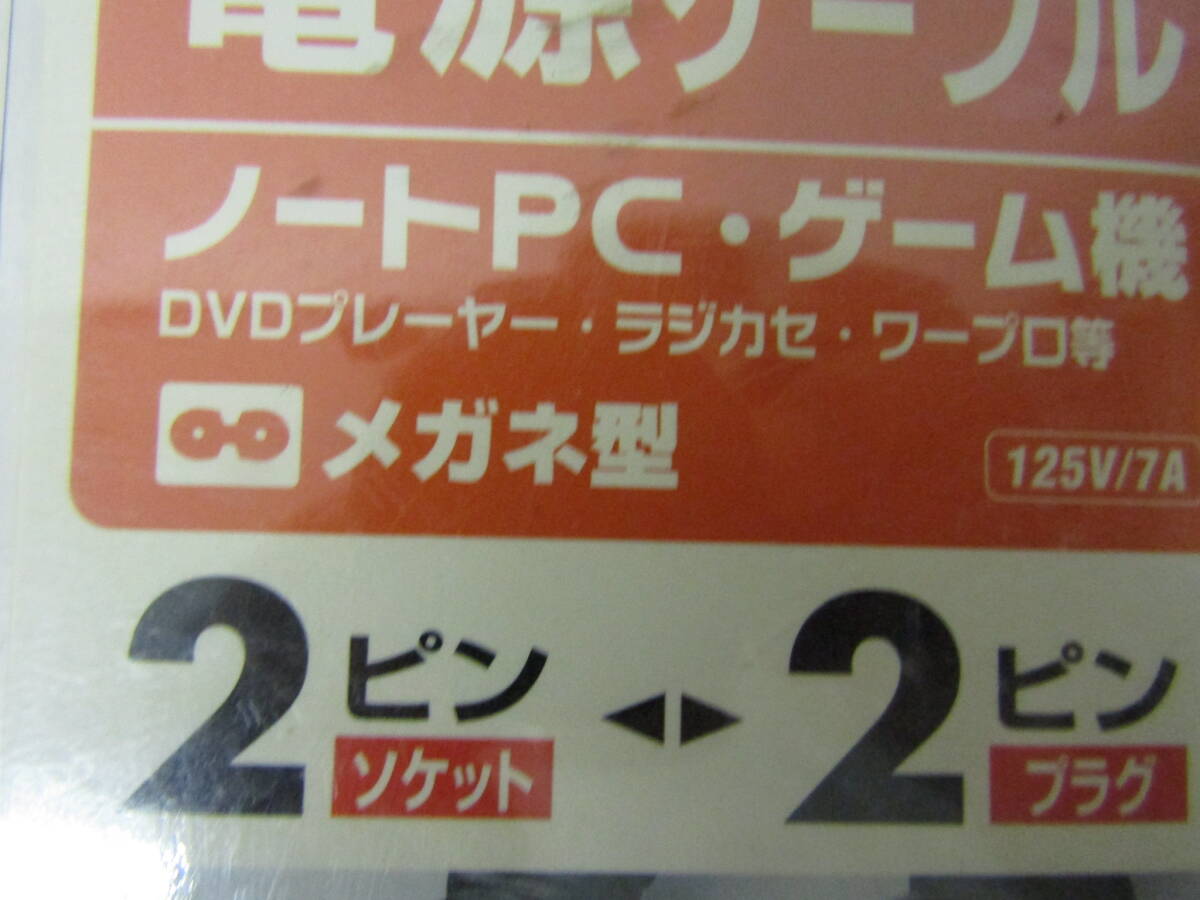 電源ケーブル
ノートPC・ゲーム機
DVDプレーヤー・ラジカセ・ワープロ等
メガネ型
125V/7A
2ピン ソケット ◀▶ 2ピン プラグ